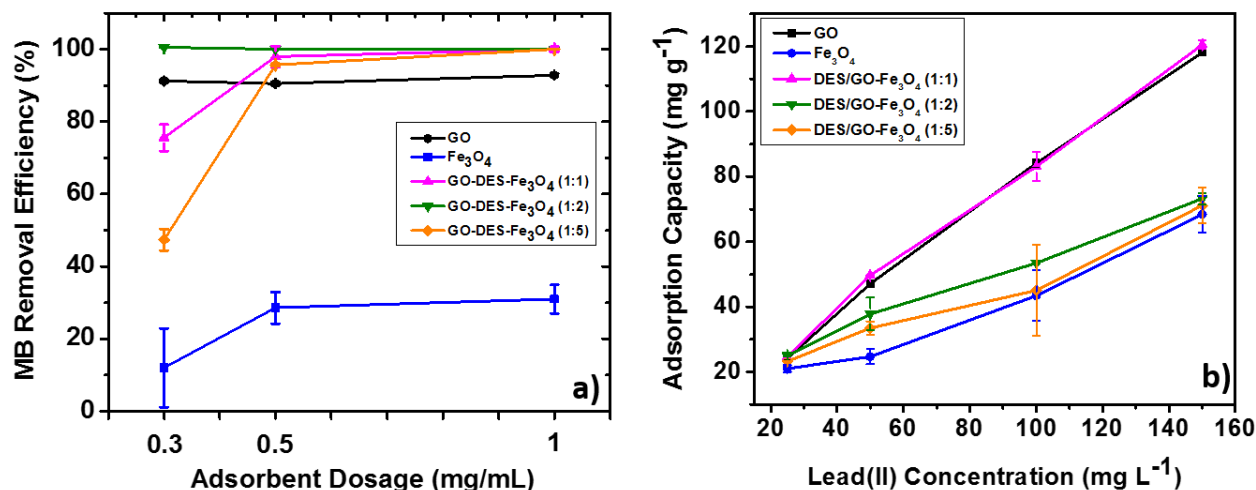 MB Removal Efficiency (%)
120
100
80
60
40
20
0
0.3
0.5
1
Adsorbent Dosage (mg/mL)
GO
Fe₃O₄
GO-DES-Fe₃O₄ (1:1)
GO-DES-Fe₃O₄ (1:2)
GO-DES-Fe₃O₄ (1:5)
a)
Adsorption Capacity (mg g⁻¹)
120
100
80
60
40
20
20
40
60
80
100
120
140
160
Lead(II) Concentration (mg L⁻¹)
GO
Fe₃O₄
DES/GO-Fe₃O₄ (1:1)
DES/GO-Fe₃O₄ (1:2)
DES/GO-Fe₃O₄ (1:5)
b)